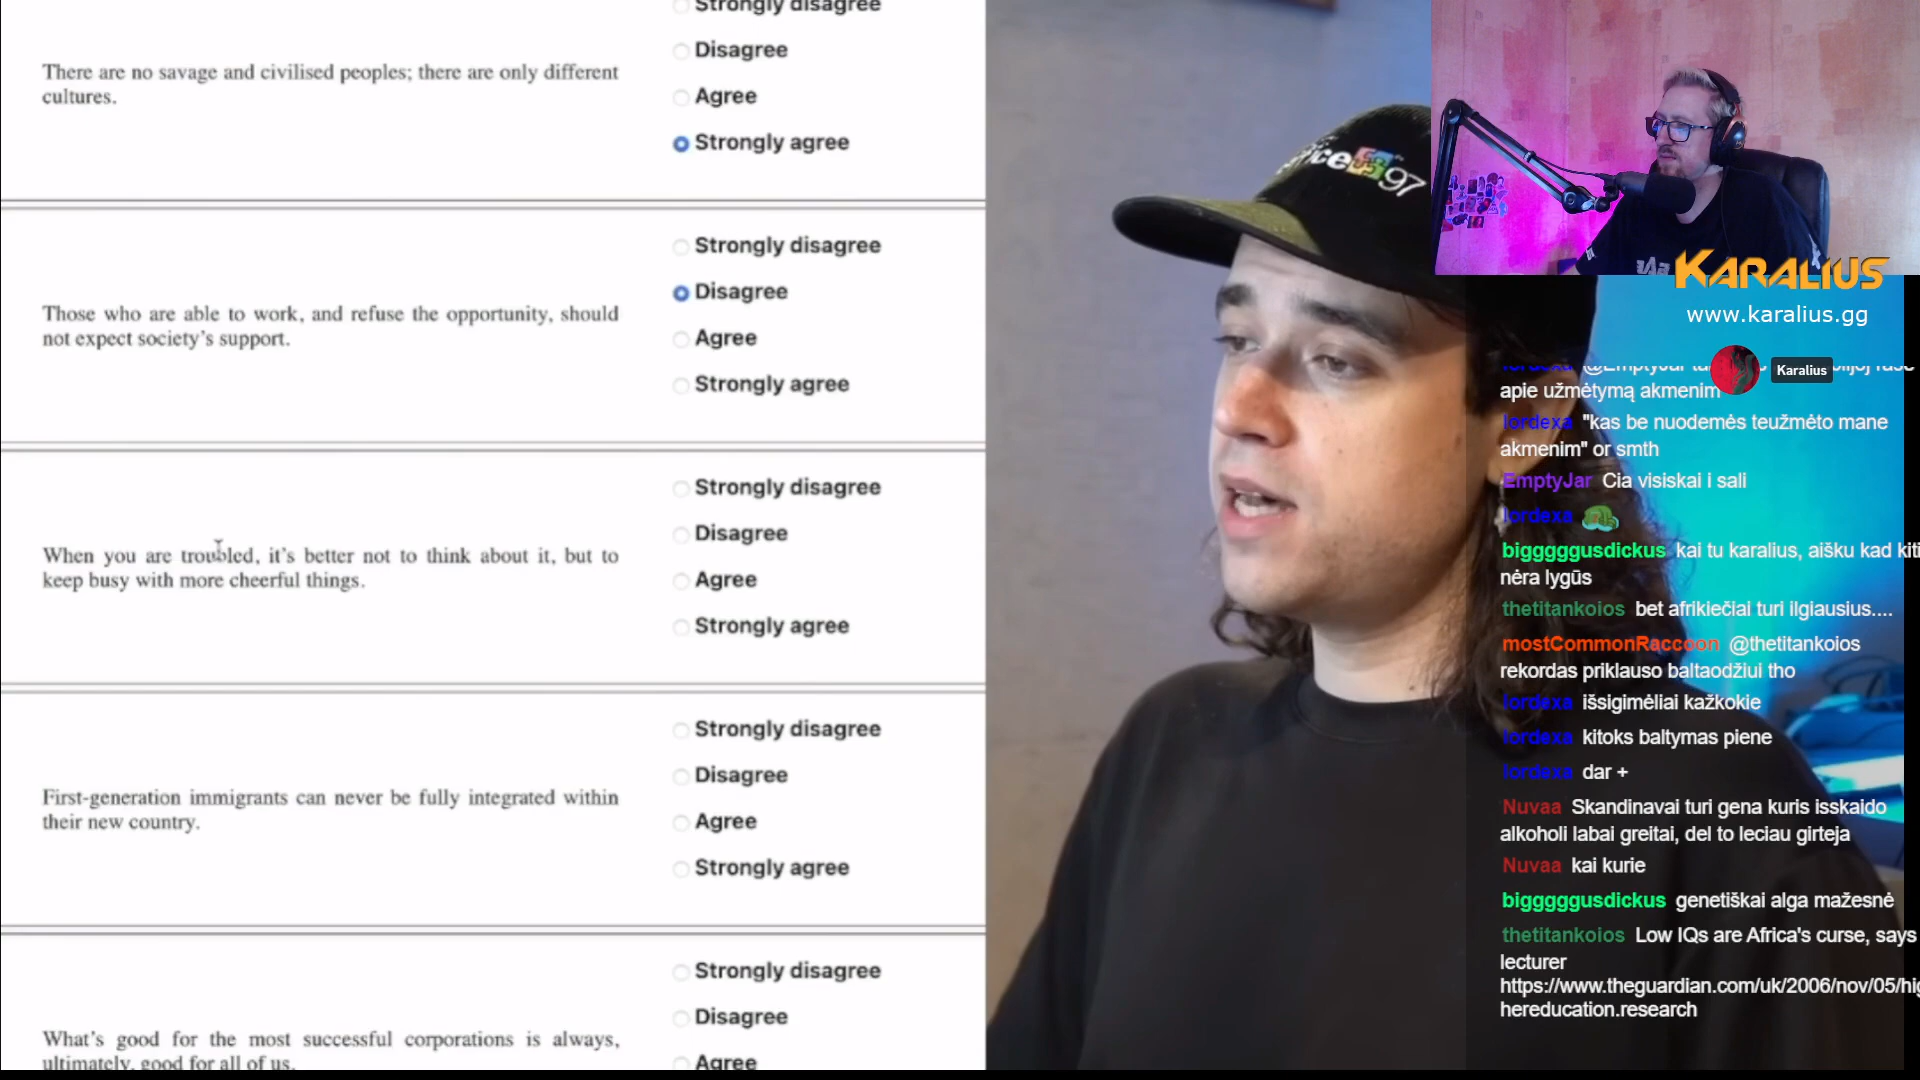 Strongly disagree
Disagree
There are no savage and civilised peoples; there are only different
cultures.
Agree
Strongly agree
Strongly disagree
Disagree
Those who are able to work, and refuse the opportunity, should
not expect society's support.
Agree
Strongly agree
Strongly disagree
Disagree
When you are troubled, it's better not to think about it, but to
keep busy with more cheerful things.
Agree
Strongly agree
Strongly disagree
Disagree
First-generation immigrants can never be fully integrated within
their new country.
Agree
Strongly agree
Strongly disagree
Disagree
What's good for the most successful corporations is always,
ultimately, good for all of us.
Agree
97
KARALIUS
www.karalius.gg
Karalius
lordexa @EmptyJar
apie užmėtymą akmenim
lordexa "kas be nuodemės teužmėto mane
akmenim" or smth
EmptyJar Cia visiskai i sali
lordexa
bigggggusdickus kai tu karalius, aišku kad kiti
nėra lygūs
thetitankoios bet afrikiečiai turi ilgiausius....
mostCommonRaccoon @thetitankoios
rekordas priklauso baltaodžiui tho
lordexa išsigimėliai kažkokie
lordexa kitoks baltymas piene
lordexa dar +
Nuvaa Skandinavai turi gena kuris isskaido
alkoholi labai greitai, del to leciau girteja
Nuvaa kai kurie
bigggggusdickus genetiškai alga mažesnė
thetitankoios Low IQs are Africa's curse, says
lecturer
https://www.theguardian.com/uk/2006/nov/05/hig
hereducation.research